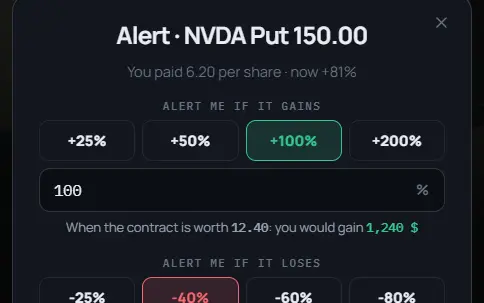 Alert · NVDA Put 150.00
You paid 6.20 per share · now +81%
ALERT ME IF IT GAINS
+25% +50% +100% +200%
100 %
When the contract is worth 12.40: you would gain 1,240 $
ALERT ME IF IT LOSES
-25% -40% -60% -80%